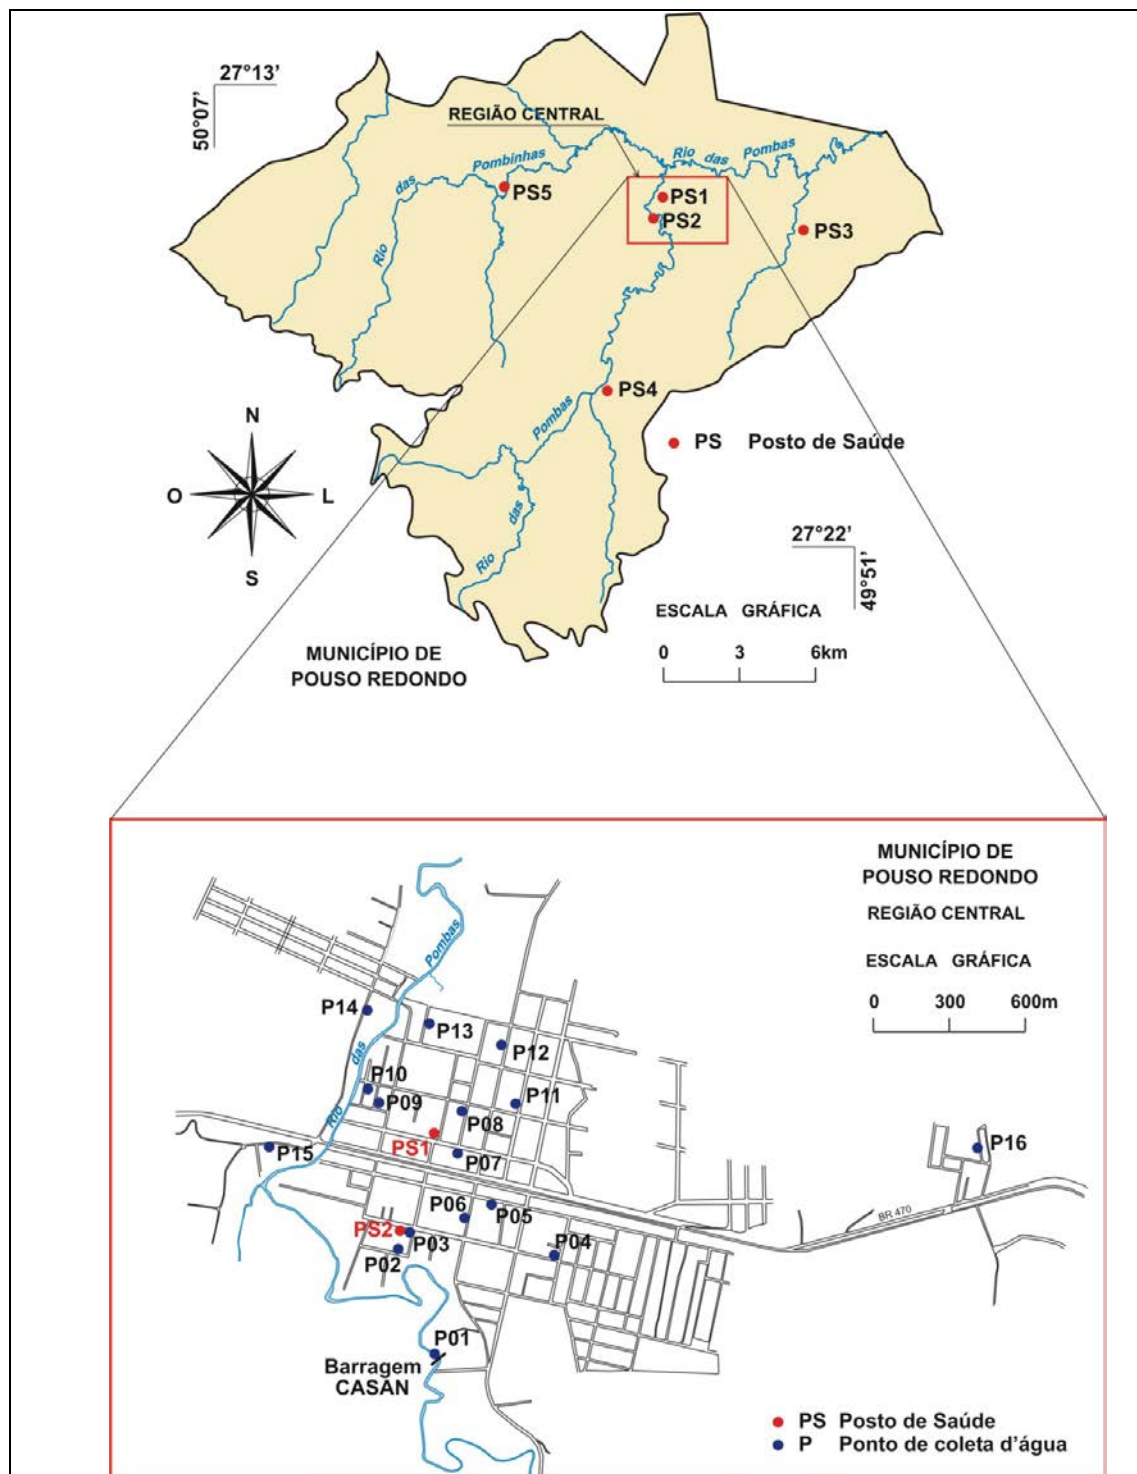 27°13'
50°07'
REGIÃO CENTRAL
Rio das Pombas
Rio das Pombinhas
PS5
PS1
PS2
PS3
PS4
PS Posto de Saúde
Rio das Pombas
N
O L
S
27°22'
49°51'
ESCALA GRÁFICA
0 3 6km
MUNICÍPIO DE
POUSO REDONDO
MUNICÍPIO DE
POUSO REDONDO
REGIÃO CENTRAL
ESCALA GRÁFICA
0 300 600m
Rio das Pombas
P14
P13
P12
P10
P09
P11
P08
PS1
P15
P07
P16
P06
P05
BR 470
PS2
P03
P04
P02
P01
Barragem
CASAN
PS Posto de Saúde
P Ponto de coleta d'água